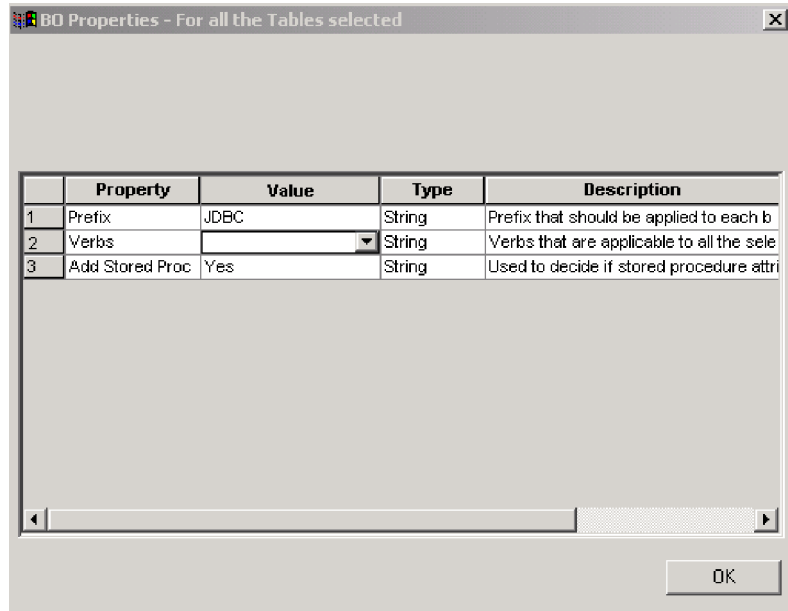 BO Properties - For all the Tables selected
Property Value Type Description
1 Prefix JDBC String Prefix that should be applied to each b
2 Verbs String Verbs that are applicable to all the sele
3 Add Stored Proc Yes String Used to decide if stored procedure attri
OK